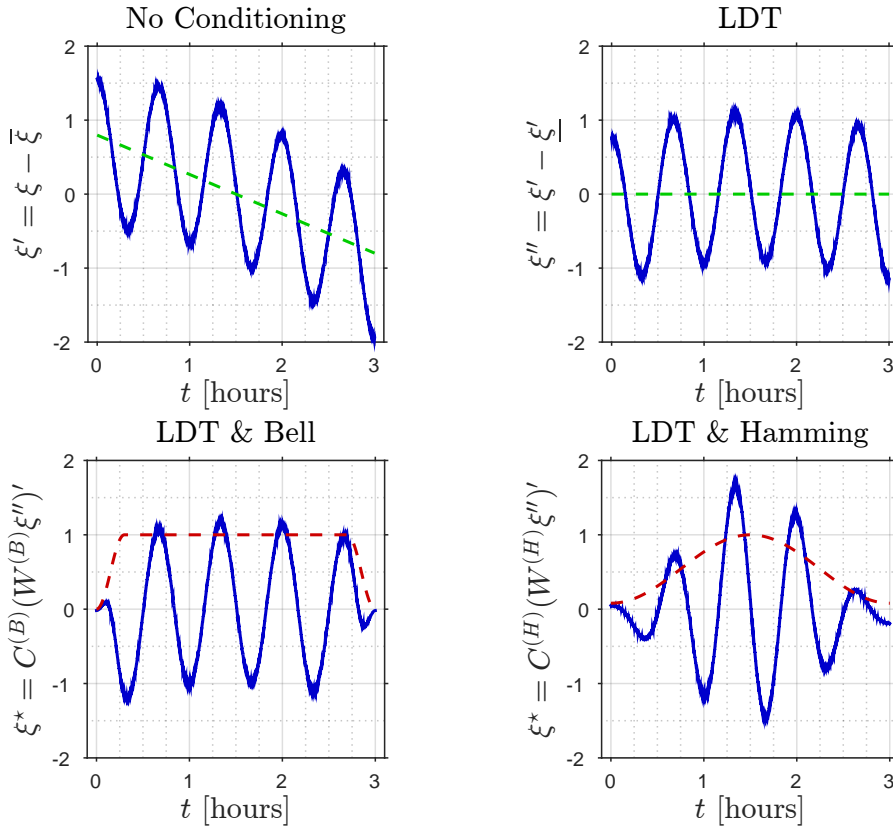 No Conditioning
ξ′ = ξ − ξ̅
2
1
0
-1
-2
0 1 2 3
t [hours]
LDT
ξ″ = ξ′ − ξ̲′
2
1
0
-1
-2
0 1 2 3
t [hours]
LDT & Bell
ξ⋆ = C⁽ᴮ⁾(W⁽ᴮ⁾ξ″)′
2
1
0
-1
-2
0 1 2 3
t [hours]
LDT & Hamming
ξ⋆ = C⁽ᴴ⁾(W⁽ᴴ⁾ξ″)′
2
1
0
-1
-2
0 1 2 3
t [hours]